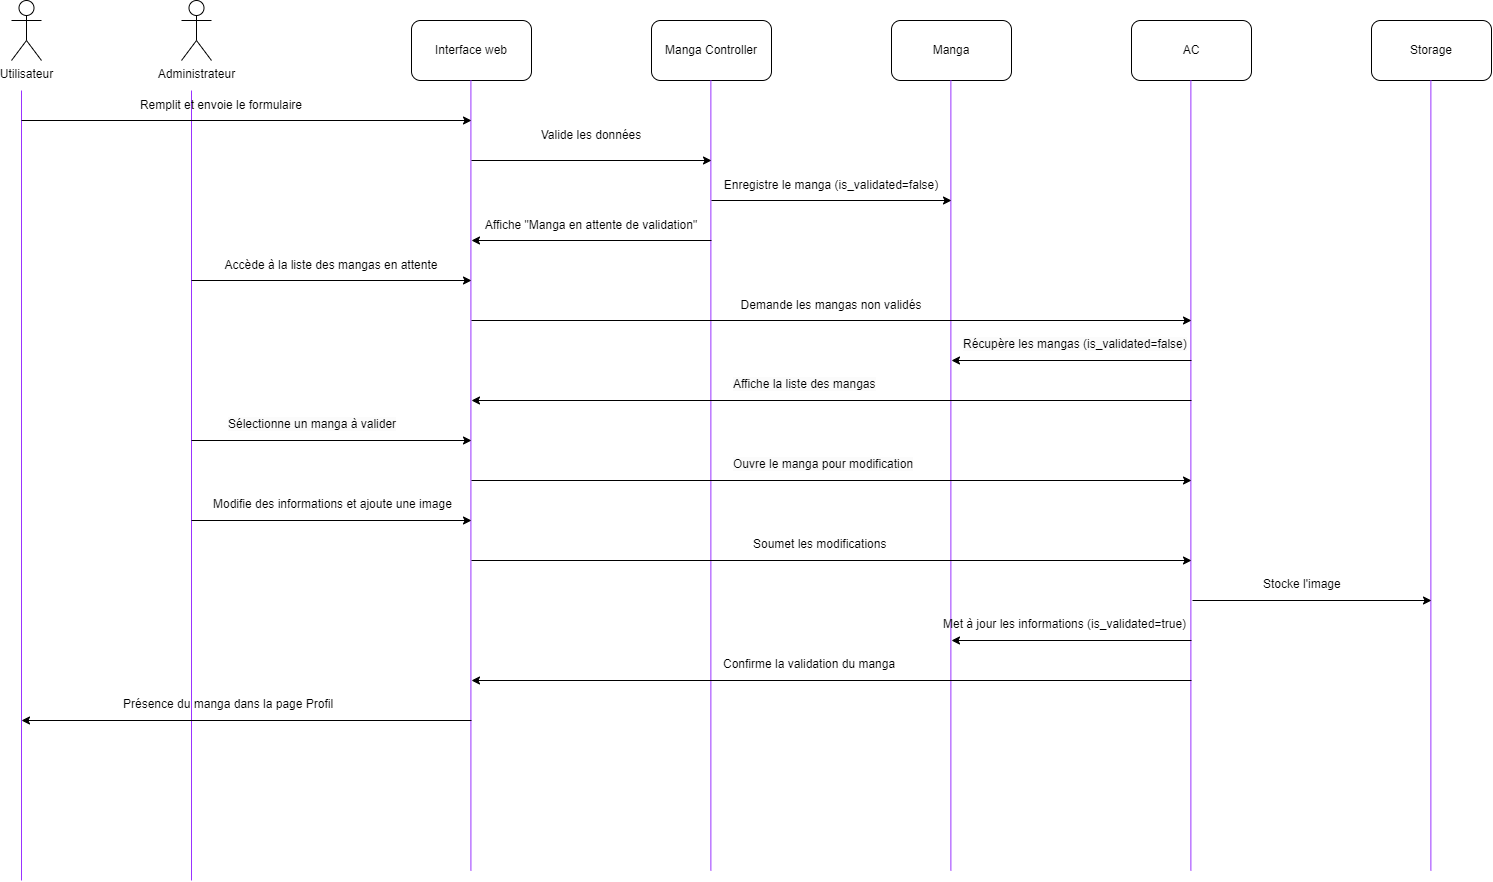 Utilisateur
Administrateur
Interface web
Manga Controller
Manga
AC
Storage
Remplit et envoie le formulaire
Valide les données
Enregistre le manga (is_validated=false)
Affiche "Manga en attente de validation"
Accède à la liste des mangas en attente
Demande les mangas non validés
Récupère les mangas (is_validated=false)
Affiche la liste des mangas
Sélectionne un manga à valider
Ouvre le manga pour modification
Modifie des informations et ajoute une image
Soumet les modifications
Stocke l'image
Met à jour les informations (is_validated=true)
Confirme la validation du manga
Présence du manga dans la page Profil